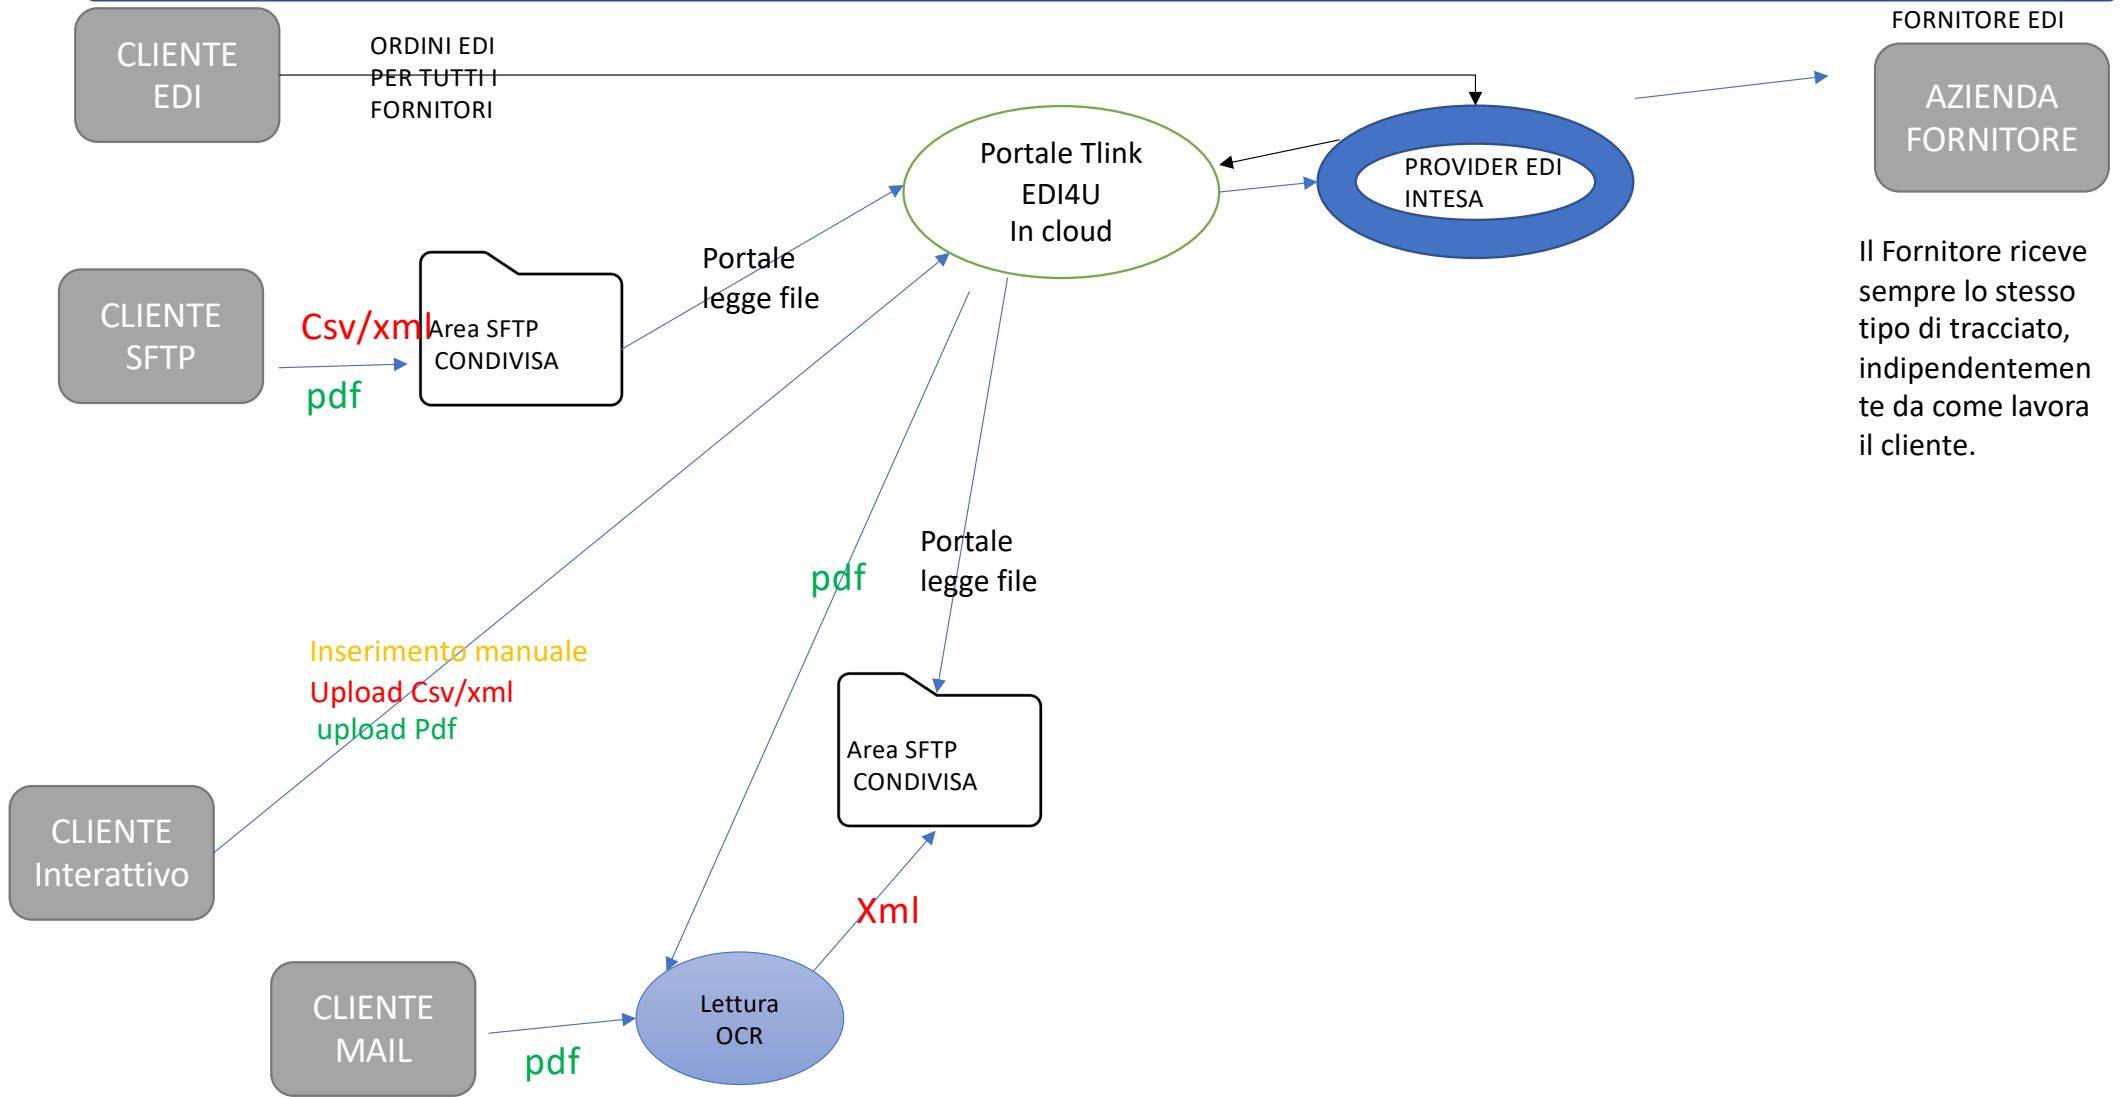 FORNITORE EDI
CLIENTE
EDI
ORDINI EDI
PER TUTTI I
FORNITORI
AZIENDA
FORNITORE
Portale Tlink
EDI4U
In cloud
PROVIDER EDI
INTESA
Il Fornitore riceve
sempre lo stesso
tipo di tracciato,
indipendentemen
te da come lavora
il cliente.
Portale
legge file
CLIENTE
SFTP
Csv/xml
pdf
Area SFTP
CONDIVISA
Portale
legge file
pdf
Inserimento manuale
Upload Csv/xml
upload Pdf
Area SFTP
CONDIVISA
CLIENTE
Interattivo
Xml
CLIENTE
MAIL
pdf
Lettura
OCR